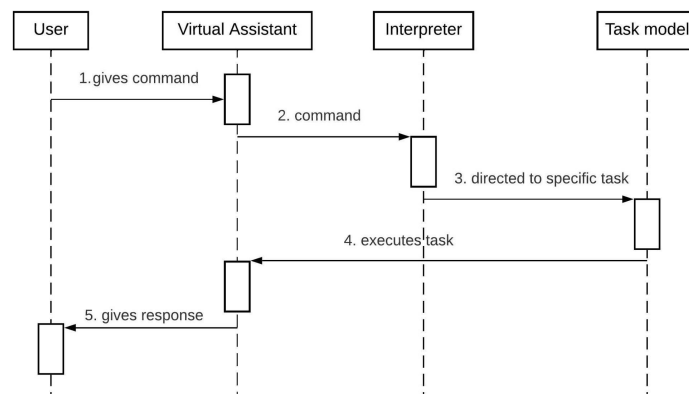 User
Virtual Assistant
Interpreter
Task model
1.gives command
2. command
3. directed to specific task
4. executes task
5. gives response